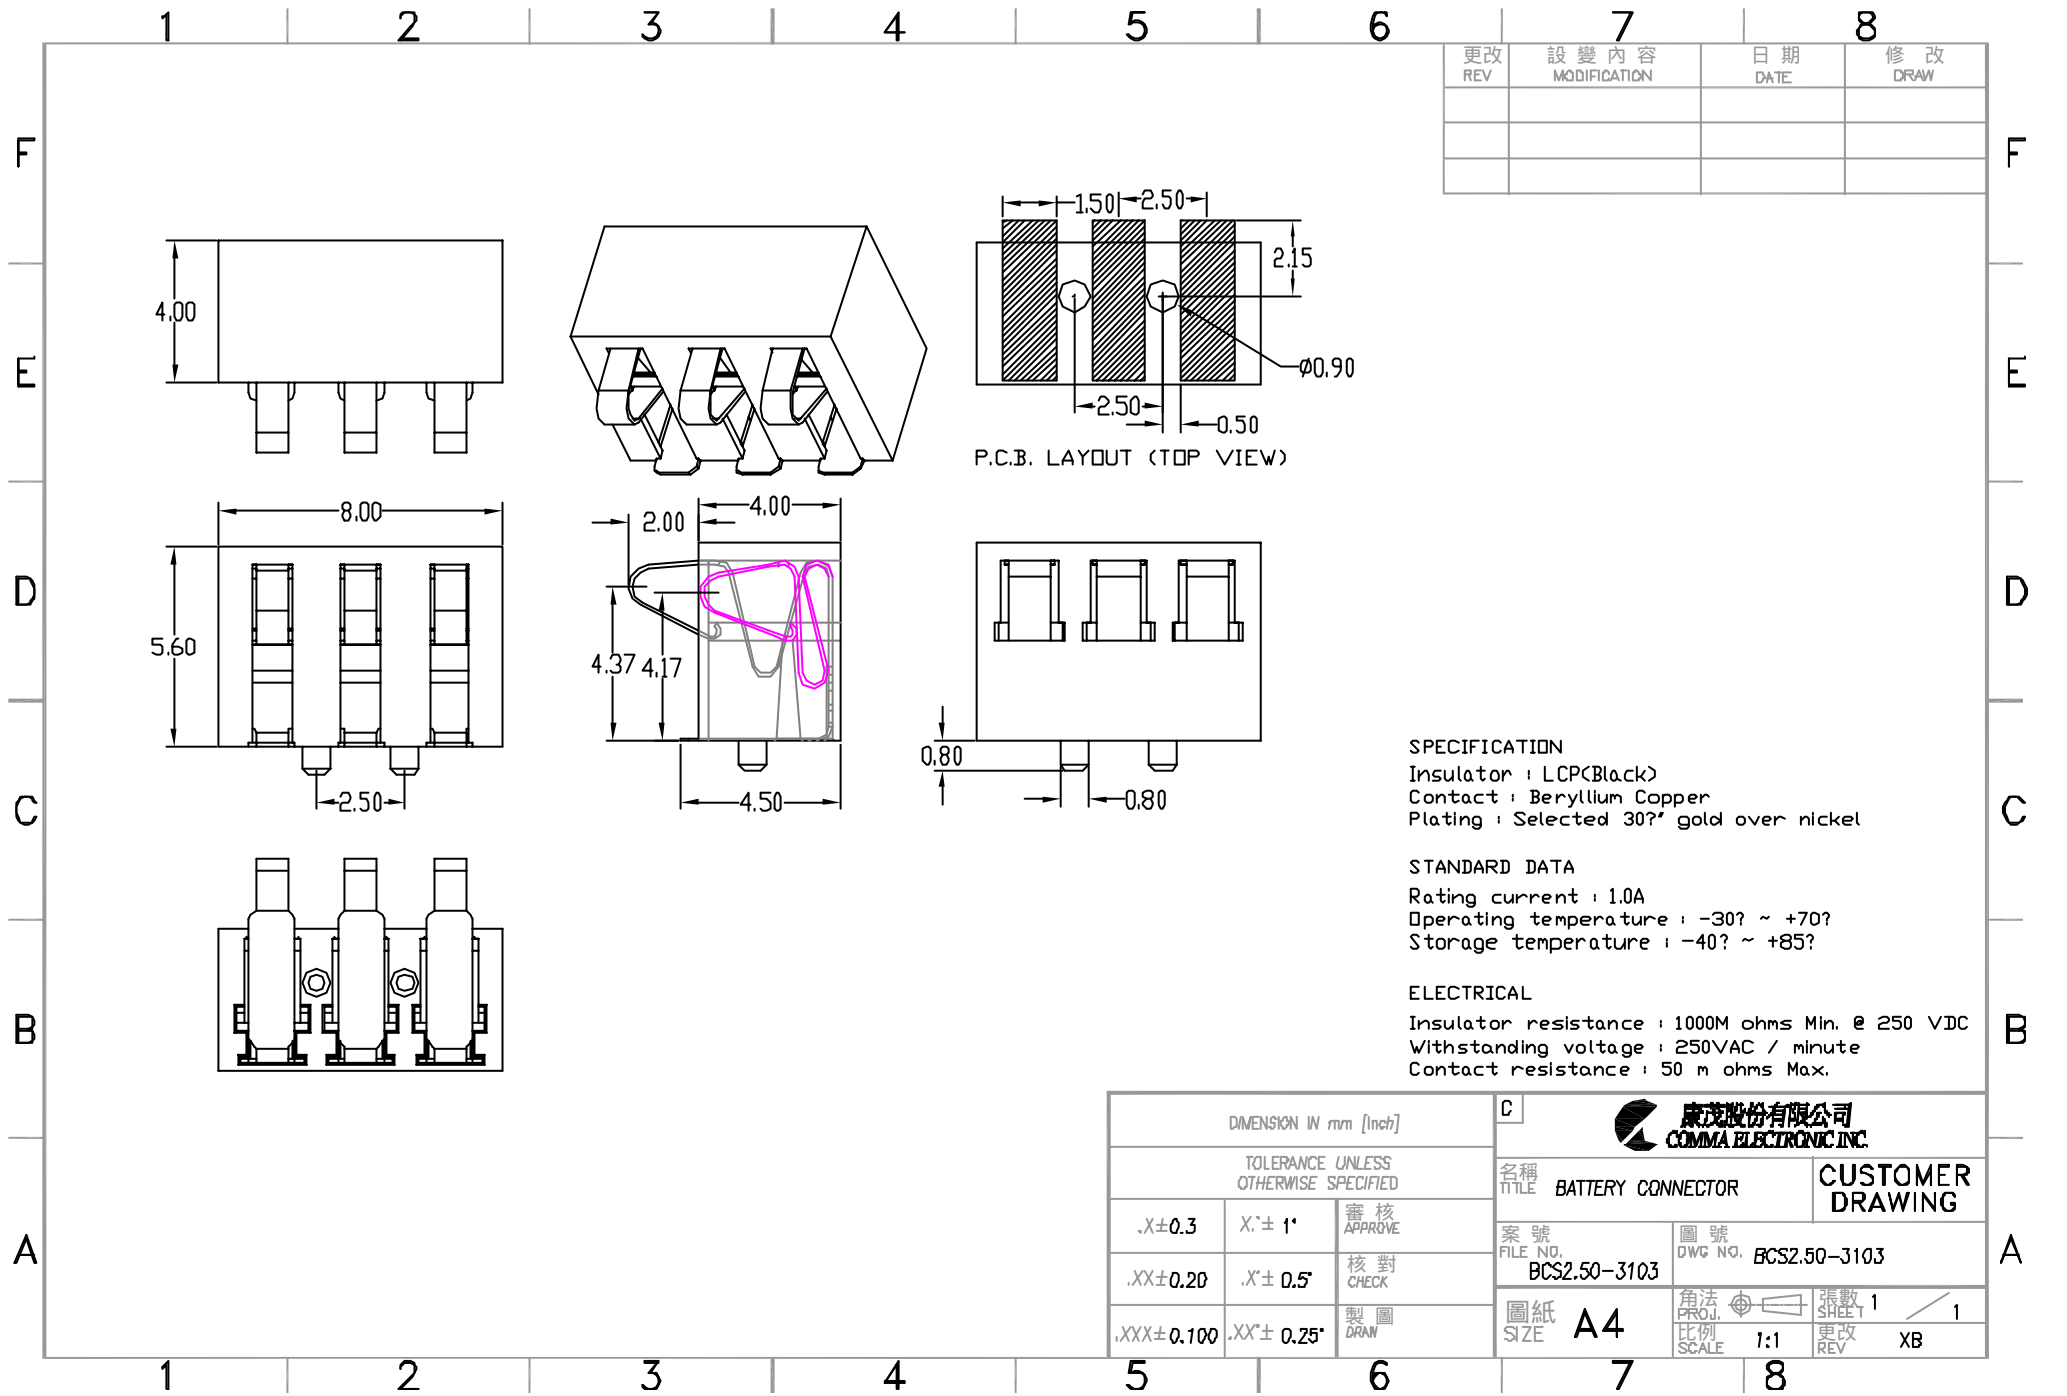 1 2 3 4 5 6 7 8
更改 設變內容 日期 修改
REV MODIFICATION DATE DRAW
F F
1.50 2.50
2.15
4.00
E E
Ø0.90
2.50
0.50
P.C.B. LAYOUT (TOP VIEW)
8.00
4.00
2.00
D D
5.60
4.37 4.17
0.80
2.50
4.50
0.80
C C
SPECIFICATION
Insulator : LCP(Black)
Contact : Beryllium Copper
Plating : Selected 30?" gold over nickel
STANDARD DATA
Rating current : 1.0A
Operating temperature : -30? ~ +70?
Storage temperature : -40? ~ +85?
ELECTRICAL
Insulator resistance : 1000M ohms Min. @ 250 VDC
Withstanding voltage : 250VAC / minute
Contact resistance : 50 m ohms Max.
B B
DIMENSION IN mm [Inch]
TOLERANCE UNLESS
OTHERWISE SPECIFIED
.X±0.3 X.°± 1°
審核
APPROVE
.XX±0.20 .X°± 0.5°
核對
CHECK
.XXX±0.100 .XX°± 0.25°
製圖
DRAW
C
康茂股份有限公司
COMMA ELECTRONIC INC.
名稱
TITLE BATTERY CONNECTOR
CUSTOMER
DRAWING
案號
FILE NO.
BCS2.50-3103
圖號
DWG NO. BCS2.50-3103
圖紙
SIZE A4
角法
PROJ.
張數
SHEET 1 / 1
比例
SCALE 1:1
更改
REV XB
A A
1 2 3 4 5 6 7 8